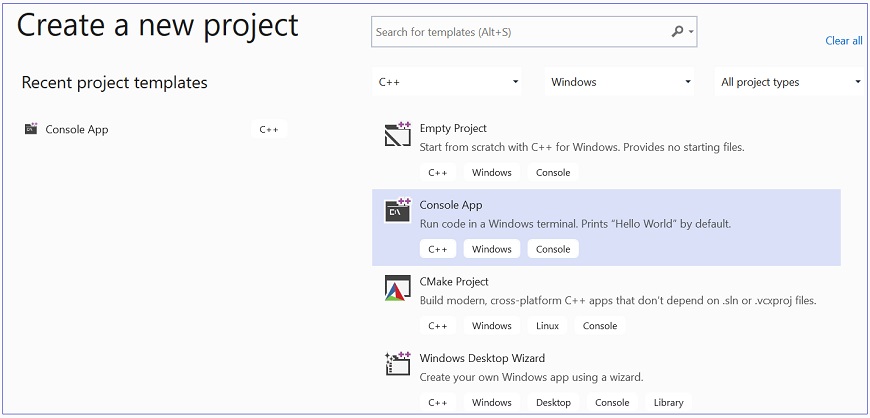 Create a new project
Search for templates (Alt+S)
Clear all
Recent project templates
C++
Windows
All project types
Console App
C++
Empty Project
Start from scratch with C++ for Windows. Provides no starting files.
C++ Windows Console
Console App
Run code in a Windows terminal. Prints "Hello World" by default.
C++ Windows Console
CMake Project
Build modern, cross-platform C++ apps that don't depend on .sln or .vcxproj files.
C++ Windows Linux Console
Windows Desktop Wizard
Create your own Windows app using a wizard.
C++ Windows Desktop Console Library